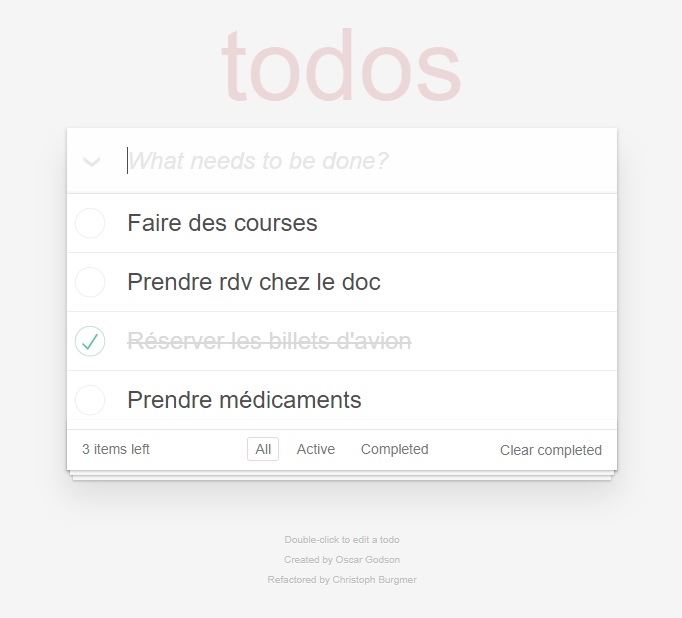 todos
What needs to be done?
Faire des courses
Prendre rdv chez le doc
Réserver les billets d'avion
Prendre médicaments
3 items left All Active Completed Clear completed
Double-click to edit a todo
Created by Oscar Godson
Refactored by Christoph Burgmer